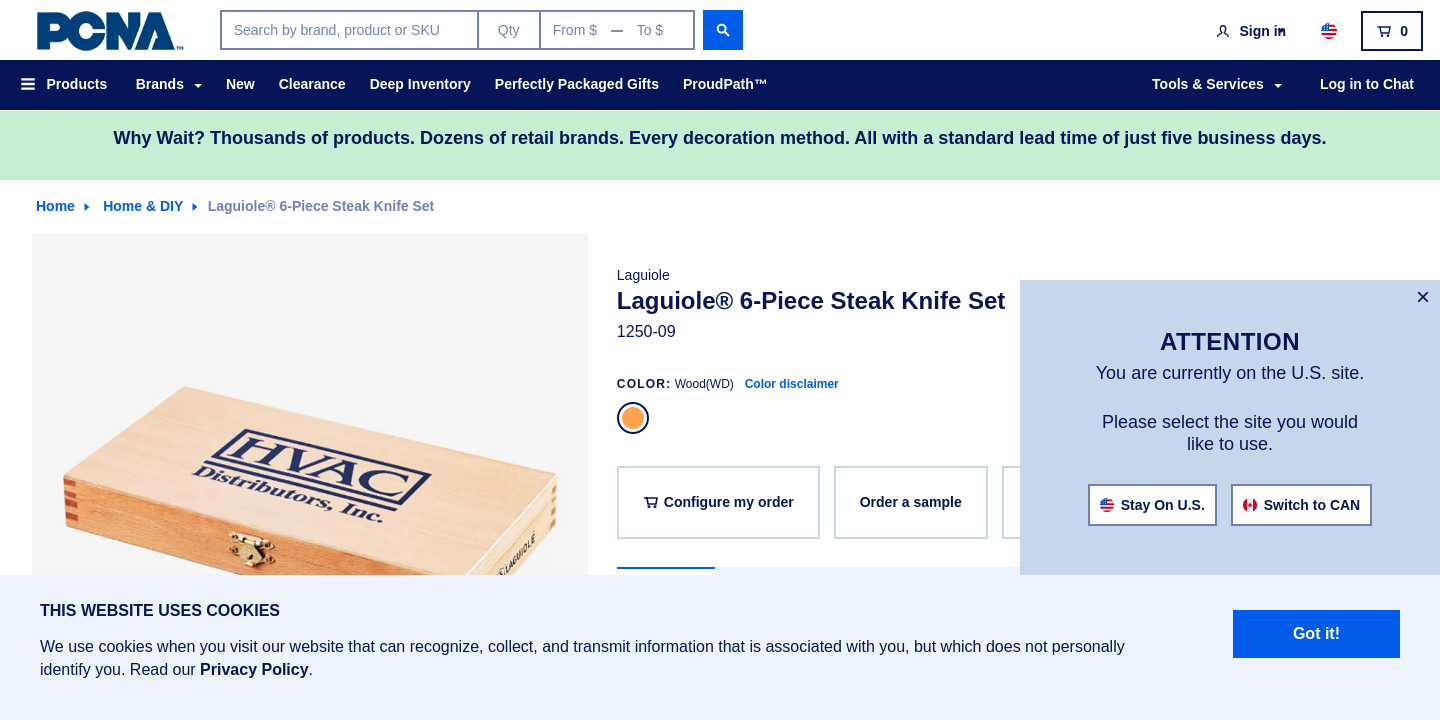 PCNA™
Search by brand, product or SKU
Qty
From $ — To $
Sign in
0
Products
Brands
New
Clearance
Deep Inventory
Perfectly Packaged Gifts
ProudPath™
Tools & Services
Log in to Chat
Why Wait? Thousands of products. Dozens of retail brands. Every decoration method. All with a standard lead time of just five business days.
Home
Home & DIY
Laguiole® 6-Piece Steak Knife Set
HVAC
Distributors, Inc.
LAGUIOLE
Laguiole
Laguiole® 6-Piece Steak Knife Set
1250-09
COLOR: Wood(WD) Color disclaimer
Configure my order
Order a sample
×
ATTENTION
You are currently on the U.S. site.
Please select the site you would
like to use.
Stay On U.S.
Switch to CAN
THIS WEBSITE USES COOKIES
We use cookies when you visit our website that can recognize, collect, and transmit information that is associated with you, but which does not personally
identify you. Read our Privacy Policy.
Got it!